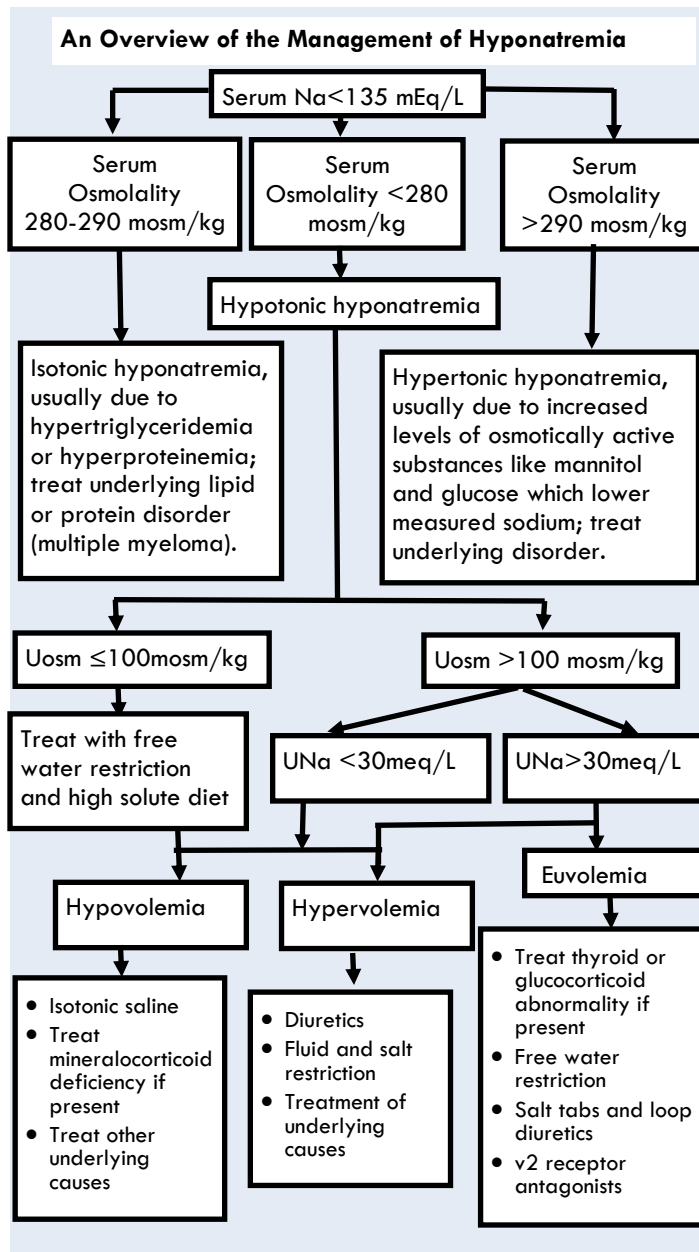 An Overview of the Management of Hyponatremia
Serum Na<135 mEq/L
Serum
Osmolality
280-290 mosm/kg
Serum
Osmolality <280
mosm/kg
Serum
Osmolality
>290 mosm/kg
Hypotonic hyponatremia
Isotonic hyponatremia,
usually due to
hypertriglyceridemia
or hyperproteinemia;
treat underlying lipid
or protein disorder
(multiple myeloma).
Hypertonic hyponatremia,
usually due to increased
levels of osmotically active
substances like mannitol
and glucose which lower
measured sodium; treat
underlying disorder.
Uosm ≤100mosm/kg
Uosm >100 mosm/kg
Treat with free
water restriction
and high solute diet
UNa <30meq/L
UNa>30meq/L
Hypovolemia
Hypervolemia
Euvolemia
• Isotonic saline
• Treat
mineralocorticoid
deficiency if
present
• Treat other
underlying
causes
• Diuretics
• Fluid and salt
restriction
• Treatment of
underlying
causes
• Treat thyroid or
glucocorticoid
abnormality if
present
• Free water
restriction
• Salt tabs and loop
diuretics
• v2 receptor
antagonists